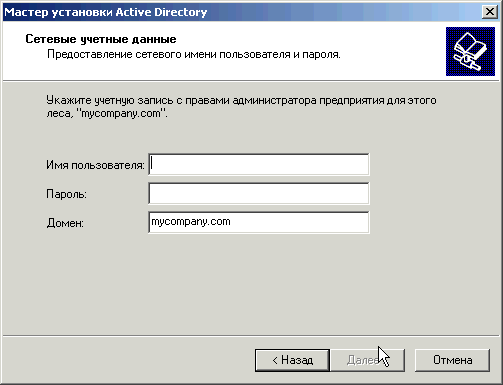 Мастер установки Active Directory
Сетевые учетные данные
Предоставление сетевого имени пользователя и пароля.
Укажите учетную запись с правами администратора предприятия для этого
леса, "mycompany.com".
Имя пользователя:
Пароль:
Домен: mycompany.com
< Назад Далее Отмена